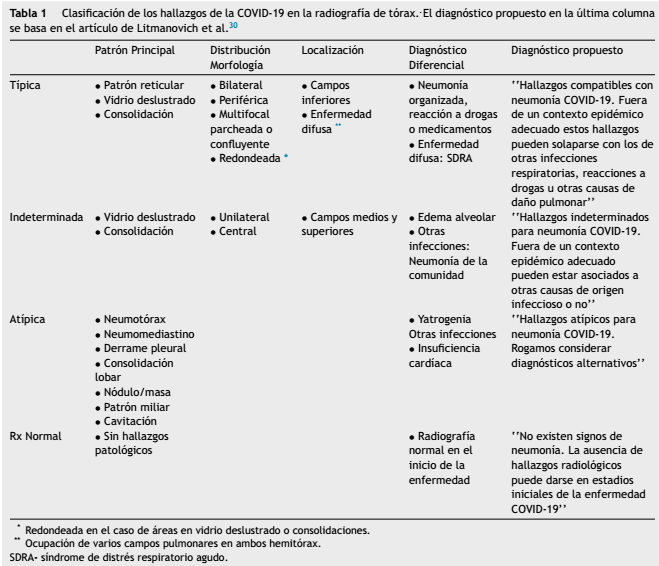 Tabla 1 Clasificación de los hallazgos de la COVID-19 en la radiografía de tórax. El diagnóstico propuesto en la última columna
se basa en el artículo de Litmanovich et al.30
Patrón Principal
Distribución
Morfología
Localización
Diagnóstico
Diferencial
Diagnóstico propuesto
Típica
● Patrón reticular
● Vidrio deslustrado
● Consolidación
● Bilateral
● Periférica
● Multifocal
parcheada o
confluyente
● Redondeada *
● Campos
inferiores
● Enfermedad
difusa **
● Neumonía
organizada,
reacción a drogas
o medicamentos
● Enfermedad
difusa: SDRA
''Hallazgos compatibles con
neumonía COVID-19. Fuera
de un contexto epidémico
adecuado estos hallazgos
pueden solaparse con los de
otras infecciones
respiratorias, reacciones a
drogas u otras causas de
daño pulmonar''
Indeterminada
● Vidrio deslustrado
● Consolidación
● Unilateral
● Central
● Campos medios y
superiores
● Edema alveolar
● Otras
infecciones:
Neumonía de la
comunidad
''Hallazgos indeterminados
para neumonía COVID-19.
Fuera de un contexto
epidémico adecuado
pueden estar asociados a
otras causas de origen
infeccioso o no''
Atípica
● Neumotórax
● Neumomediastino
● Derrame pleural
● Consolidación
lobar
● Nódulo/masa
● Patrón miliar
● Cavitación
● Yatrogenia
Otras infecciones
● Insuficiencia
cardíaca
''Hallazgos atípicos para
neumonía COVID-19.
Rogamos considerar
diagnósticos alternativos''
Rx Normal
● Sin hallazgos
patológicos
● Radiografía
normal en el
inicio de la
enfermedad
''No existen signos de
neumonía. La ausencia de
hallazgos radiológicos
puede darse en estadios
iniciales de la enfermedad
COVID-19''
* Redondeada en el caso de áreas en vidrio deslustrado o consolidaciones.
** Ocupación de varios campos pulmonares en ambos hemitórax.
SDRA- síndrome de distrés respiratorio agudo.